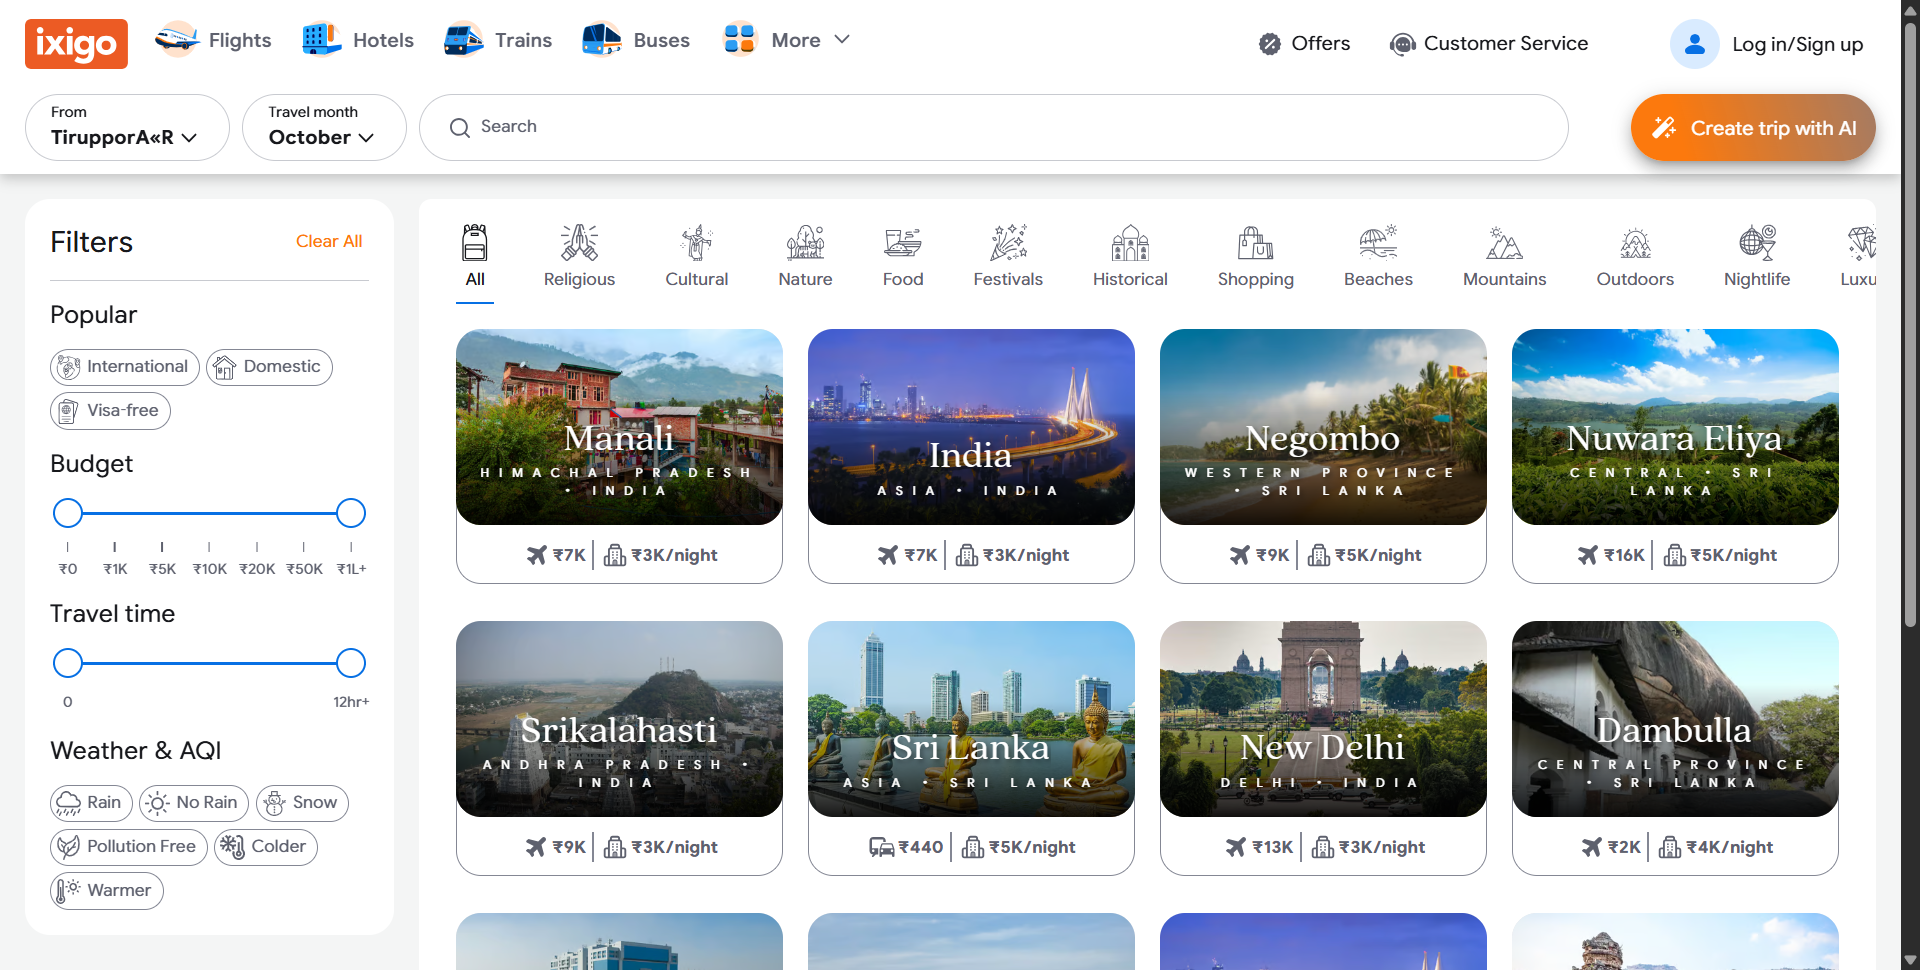 ixigo
Flights
Hotels
Trains
Buses
More
Offers
Customer Service
Log in/Sign up
From
TirupporA«R
Travel month
October
Search
Create trip with AI
Filters
Clear All
Popular
International
Domestic
Visa-free
Budget
₹0
₹1K
₹5K
₹10K
₹20K
₹50K
₹1L+
Travel time
0
12hr+
Weather & AQI
Rain
No Rain
Snow
Pollution Free
Colder
Warmer
All
Religious
Cultural
Nature
Food
Festivals
Historical
Shopping
Beaches
Mountains
Outdoors
Nightlife
Luxu
Manali
HIMACHAL PRADESH
• INDIA
₹7K
₹3K/night
India
ASIA • INDIA
₹7K
₹3K/night
Negombo
WESTERN PROVINCE
• SRI LANKA
₹9K
₹5K/night
Nuwara Eliya
CENTRAL • SRI
LANKA
₹16K
₹5K/night
Srikalahasti
ANDHRA PRADESH •
INDIA
₹9K
₹3K/night
Sri Lanka
ASIA • SRI LANKA
₹440
₹5K/night
New Delhi
DELHI • INDIA
₹13K
₹3K/night
Dambulla
CENTRAL PROVINCE
• SRI LANKA
₹2K
₹4K/night